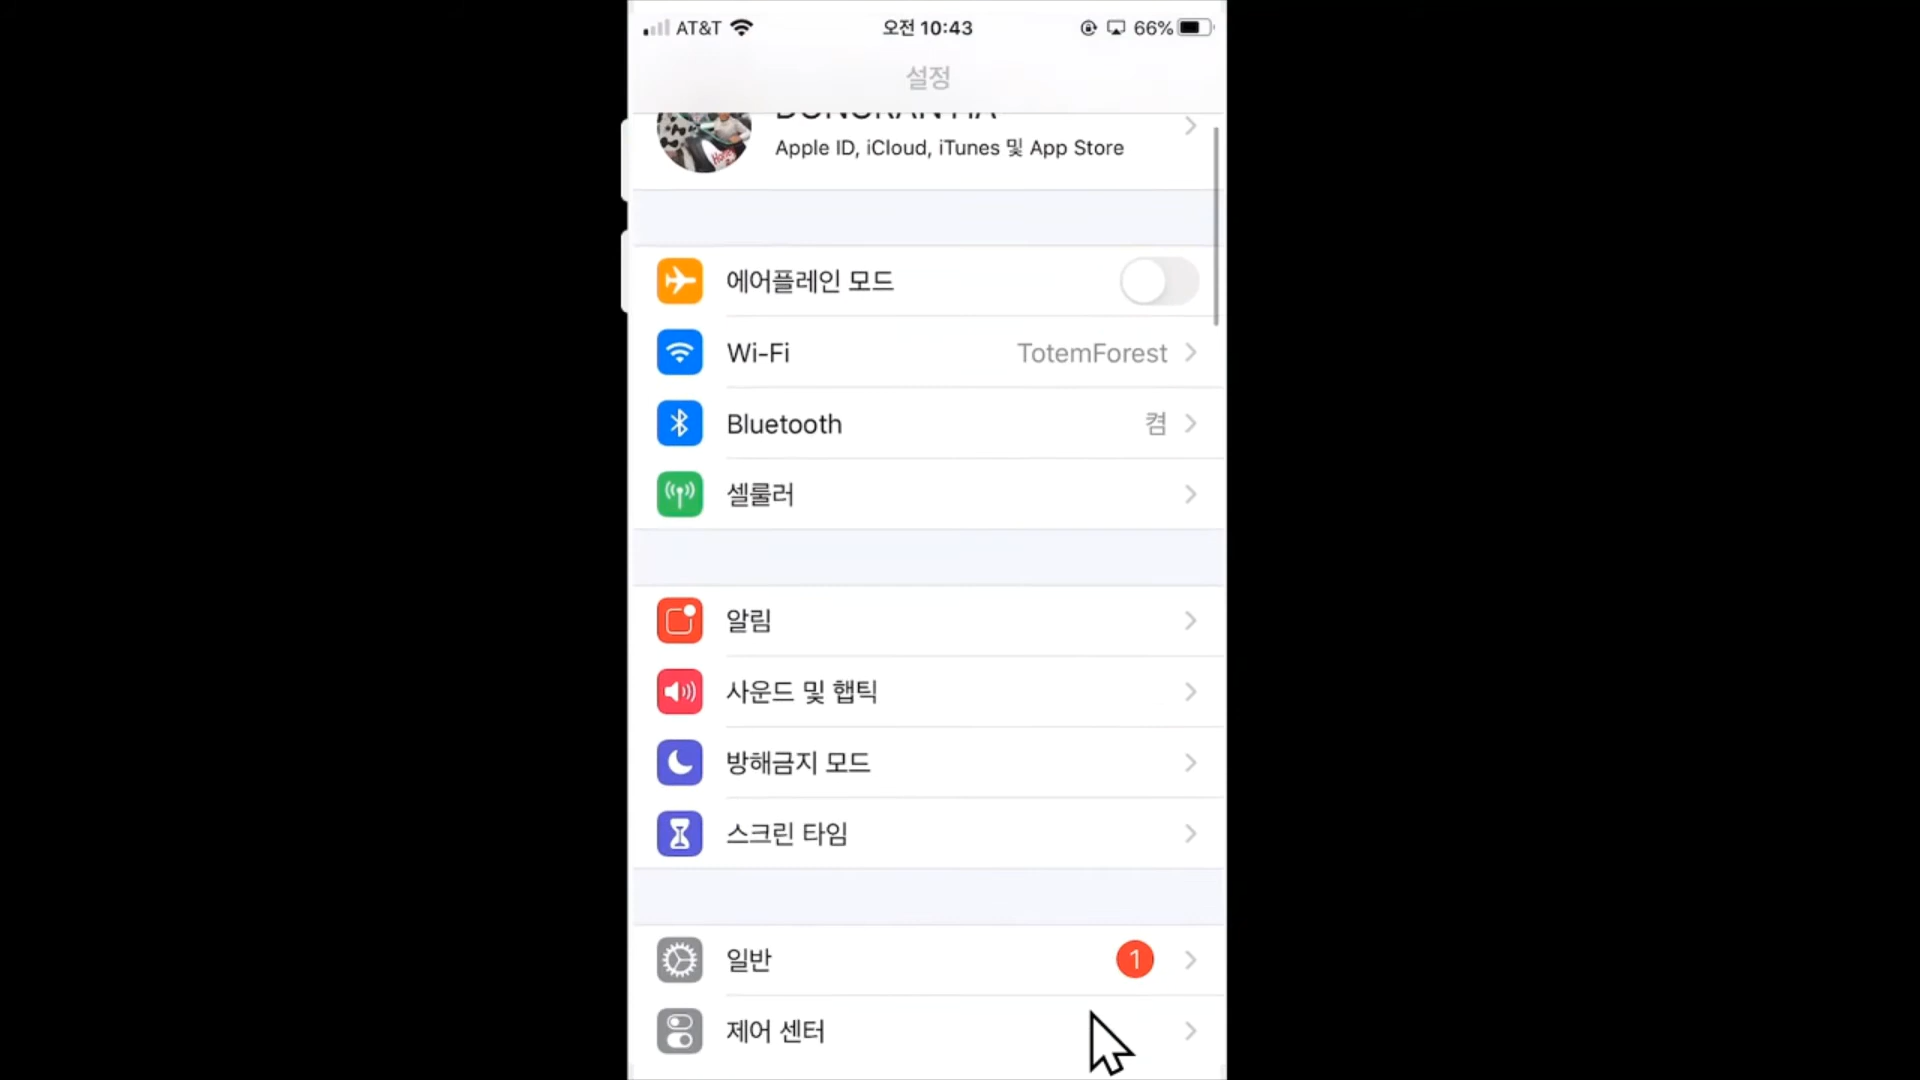 AT&T 오전 10:43 66%
설정
Apple ID, iCloud, iTunes 및 App Store
에어플레인 모드
Wi-Fi TotemForest
Bluetooth 켬
셀룰러
알림
사운드 및 햅틱
방해금지 모드
스크린 타임
일반 1
제어 센터